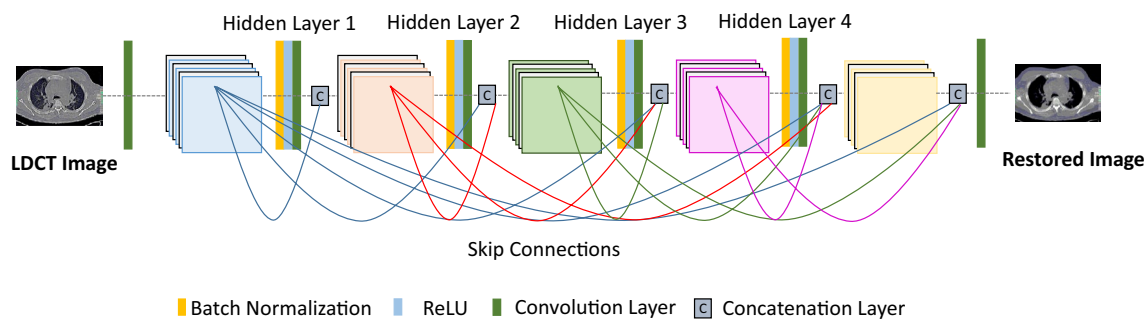 Hidden Layer 1
Hidden Layer 2
Hidden Layer 3
Hidden Layer 4
C
C
C
C
C
LDCT Image
Restored Image
Skip Connections
Batch Normalization
ReLU
Convolution Layer
C
Concatenation Layer